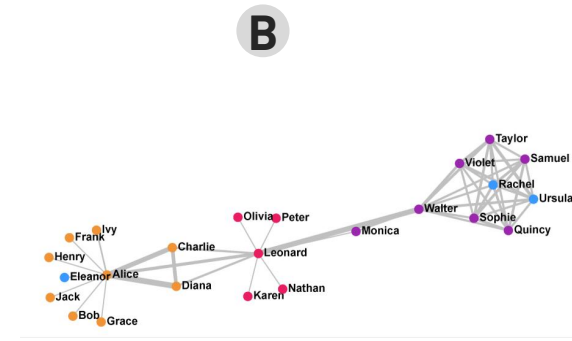 B
Taylor
Violet
Samuel
Rachel
Ursula
Walter
Sophie
Quincy
Olivia
Peter
Monica
Ivy
Frank
Charlie
Leonard
Henry
Eleanor
Alice
Diana
Nathan
Karen
Jack
Bob
Grace